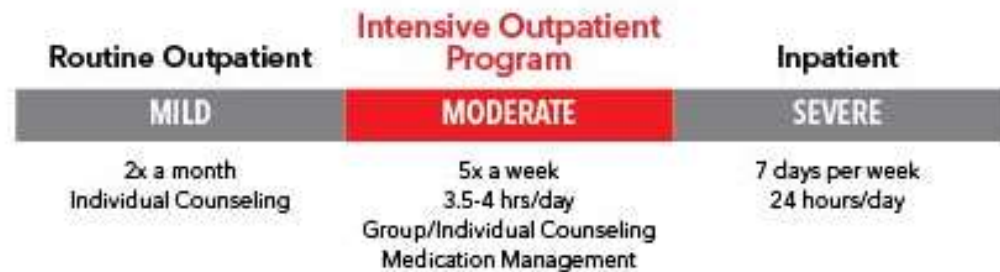 Routine Outpatient
Intensive Outpatient
Program
Inpatient
MILD
MODERATE
SEVERE
2x a month
Individual Counseling
5x a week
3.5-4 hrs/day
Group/Individual Counseling
Medication Management
7 days per week
24 hours/day